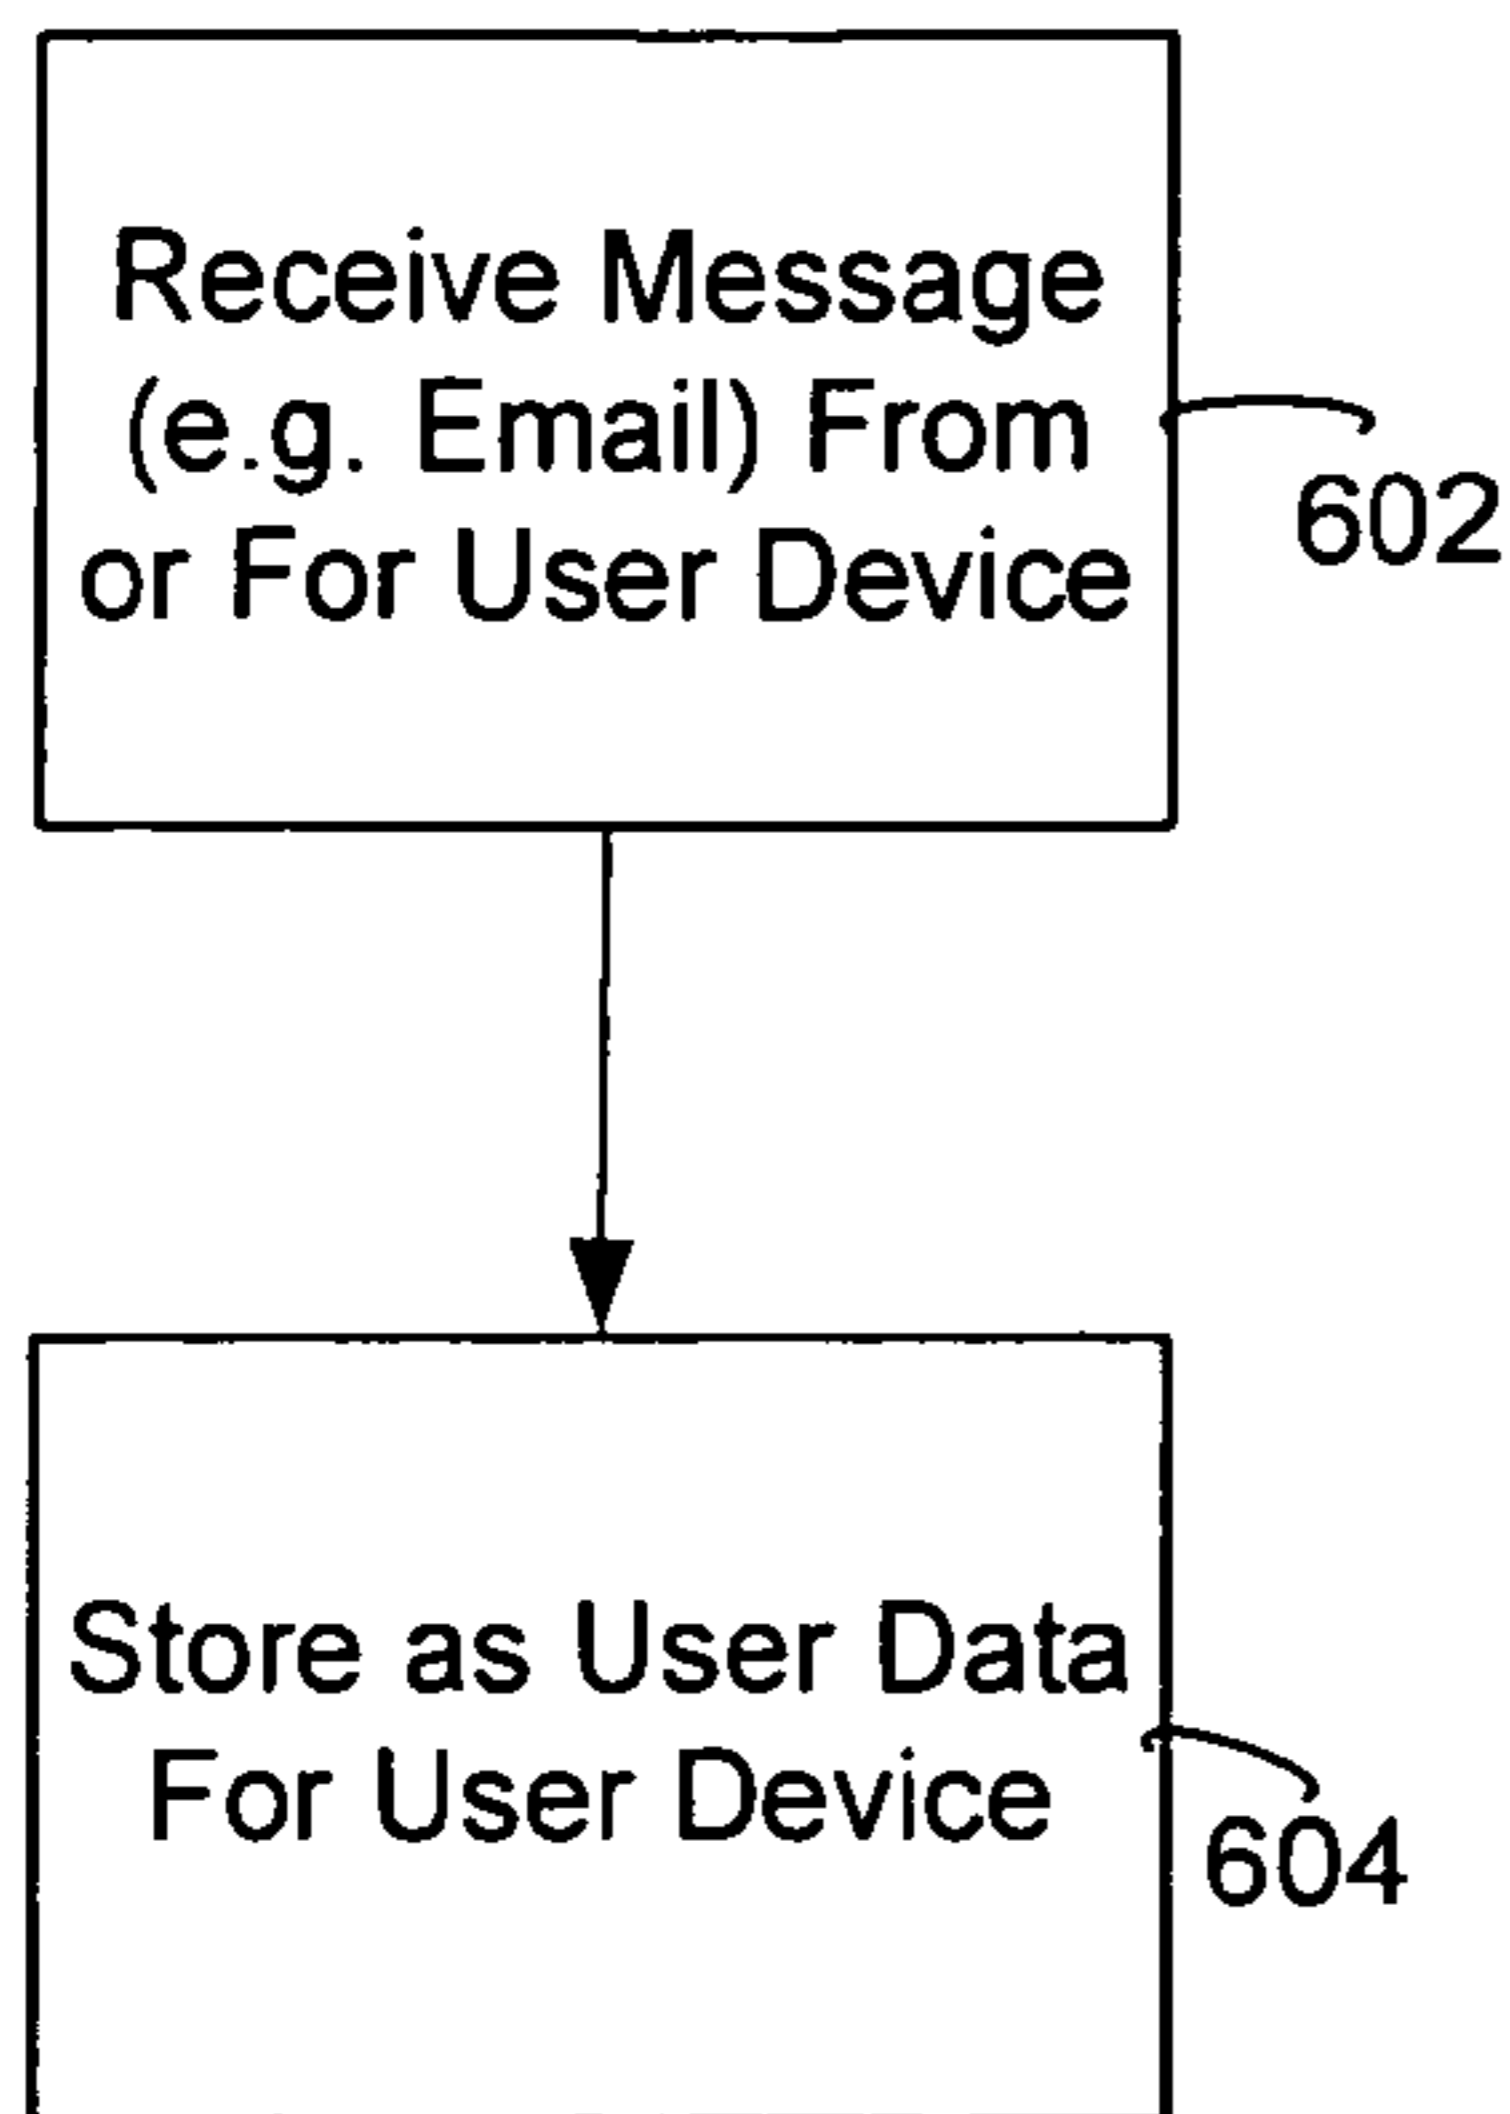 Receive Message
(e.g. Email) From
or For User Device
602
Store as User Data
For User Device
604